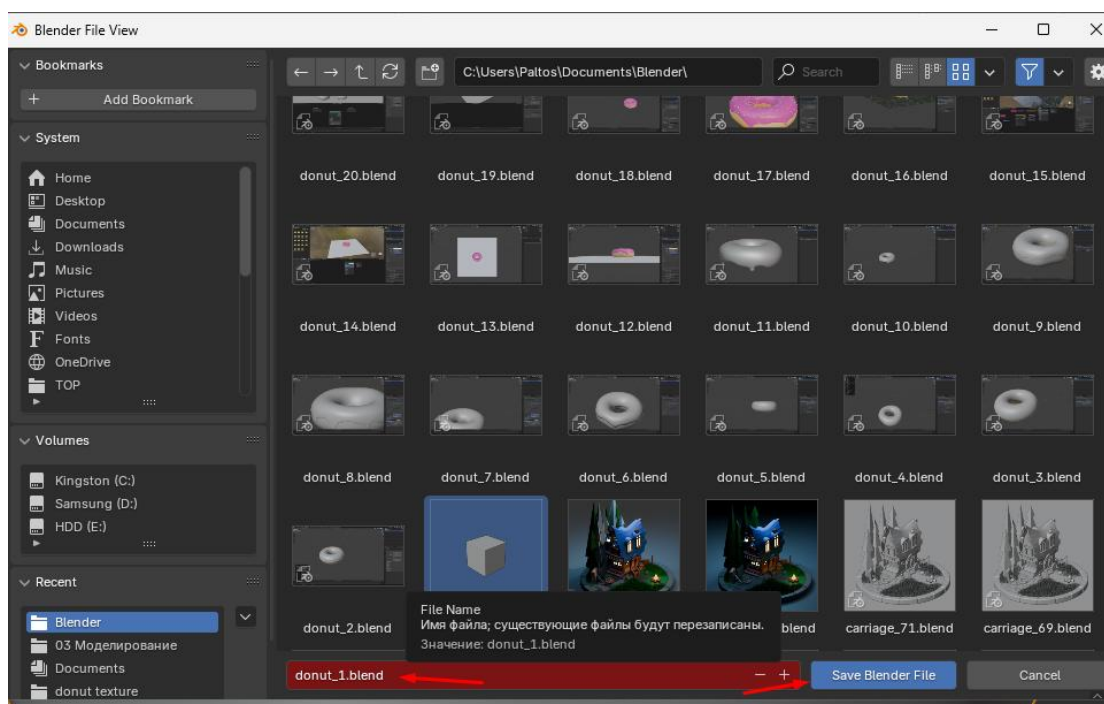 Blender File View
Bookmarks
+ Add Bookmark
System
Home
Desktop
Documents
Downloads
Music
Pictures
Videos
Fonts
OneDrive
TOP
Volumes
Kingston (C:)
Samsung (D:)
HDD (E:)
Recent
Blender
03 Моделирование
Documents
donut texture
C:\Users\Paltos\Documents\Blender\ Search
donut_20.blend donut_19.blend donut_18.blend donut_17.blend donut_16.blend donut_15.blend
donut_14.blend donut_13.blend donut_12.blend donut_11.blend donut_10.blend donut_9.blend
donut_8.blend donut_7.blend donut_6.blend donut_5.blend donut_4.blend donut_3.blend
donut_2.blend blend carriage_71.blend carriage_69.blend
File Name
Имя файла; существующие файлы будут перезаписаны.
Значение: donut_1.blend
donut_1.blend - + Save Blender File Cancel